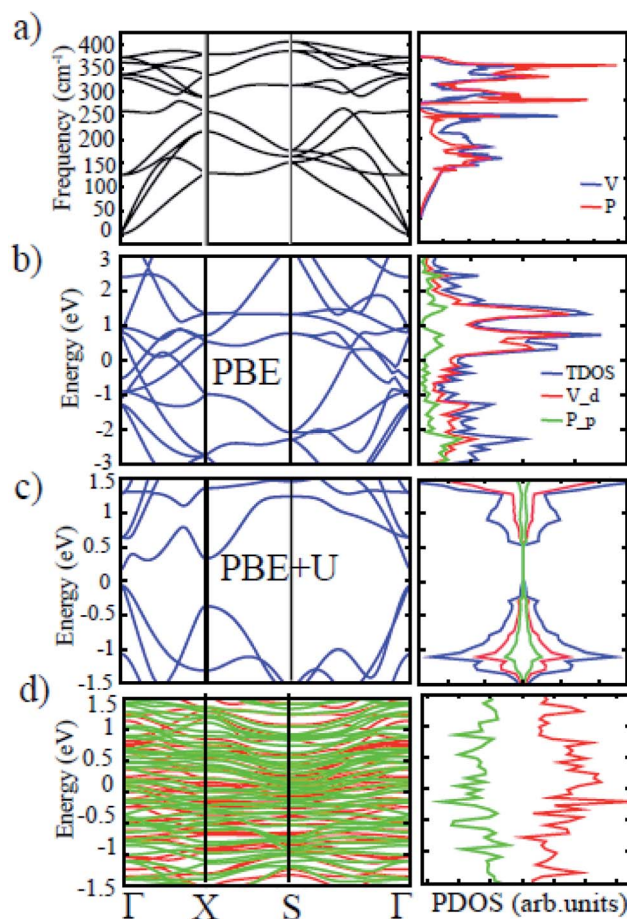 a)
Frequency (cm⁻¹)
400
350
300
250
200
150
100
50
0
V
P
b)
Energy (eV)
3
2
1
0
-1
-2
-3
PBE
TDOS
V_d
P_p
c)
Energy (eV)
1.5
1
0.5
0
-0.5
-1
-1.5
PBE+U
d)
Energy (eV)
1.5
1
0.5
0
-0.5
-1
-1.5
Γ X S Γ
PDOS (arb.units)